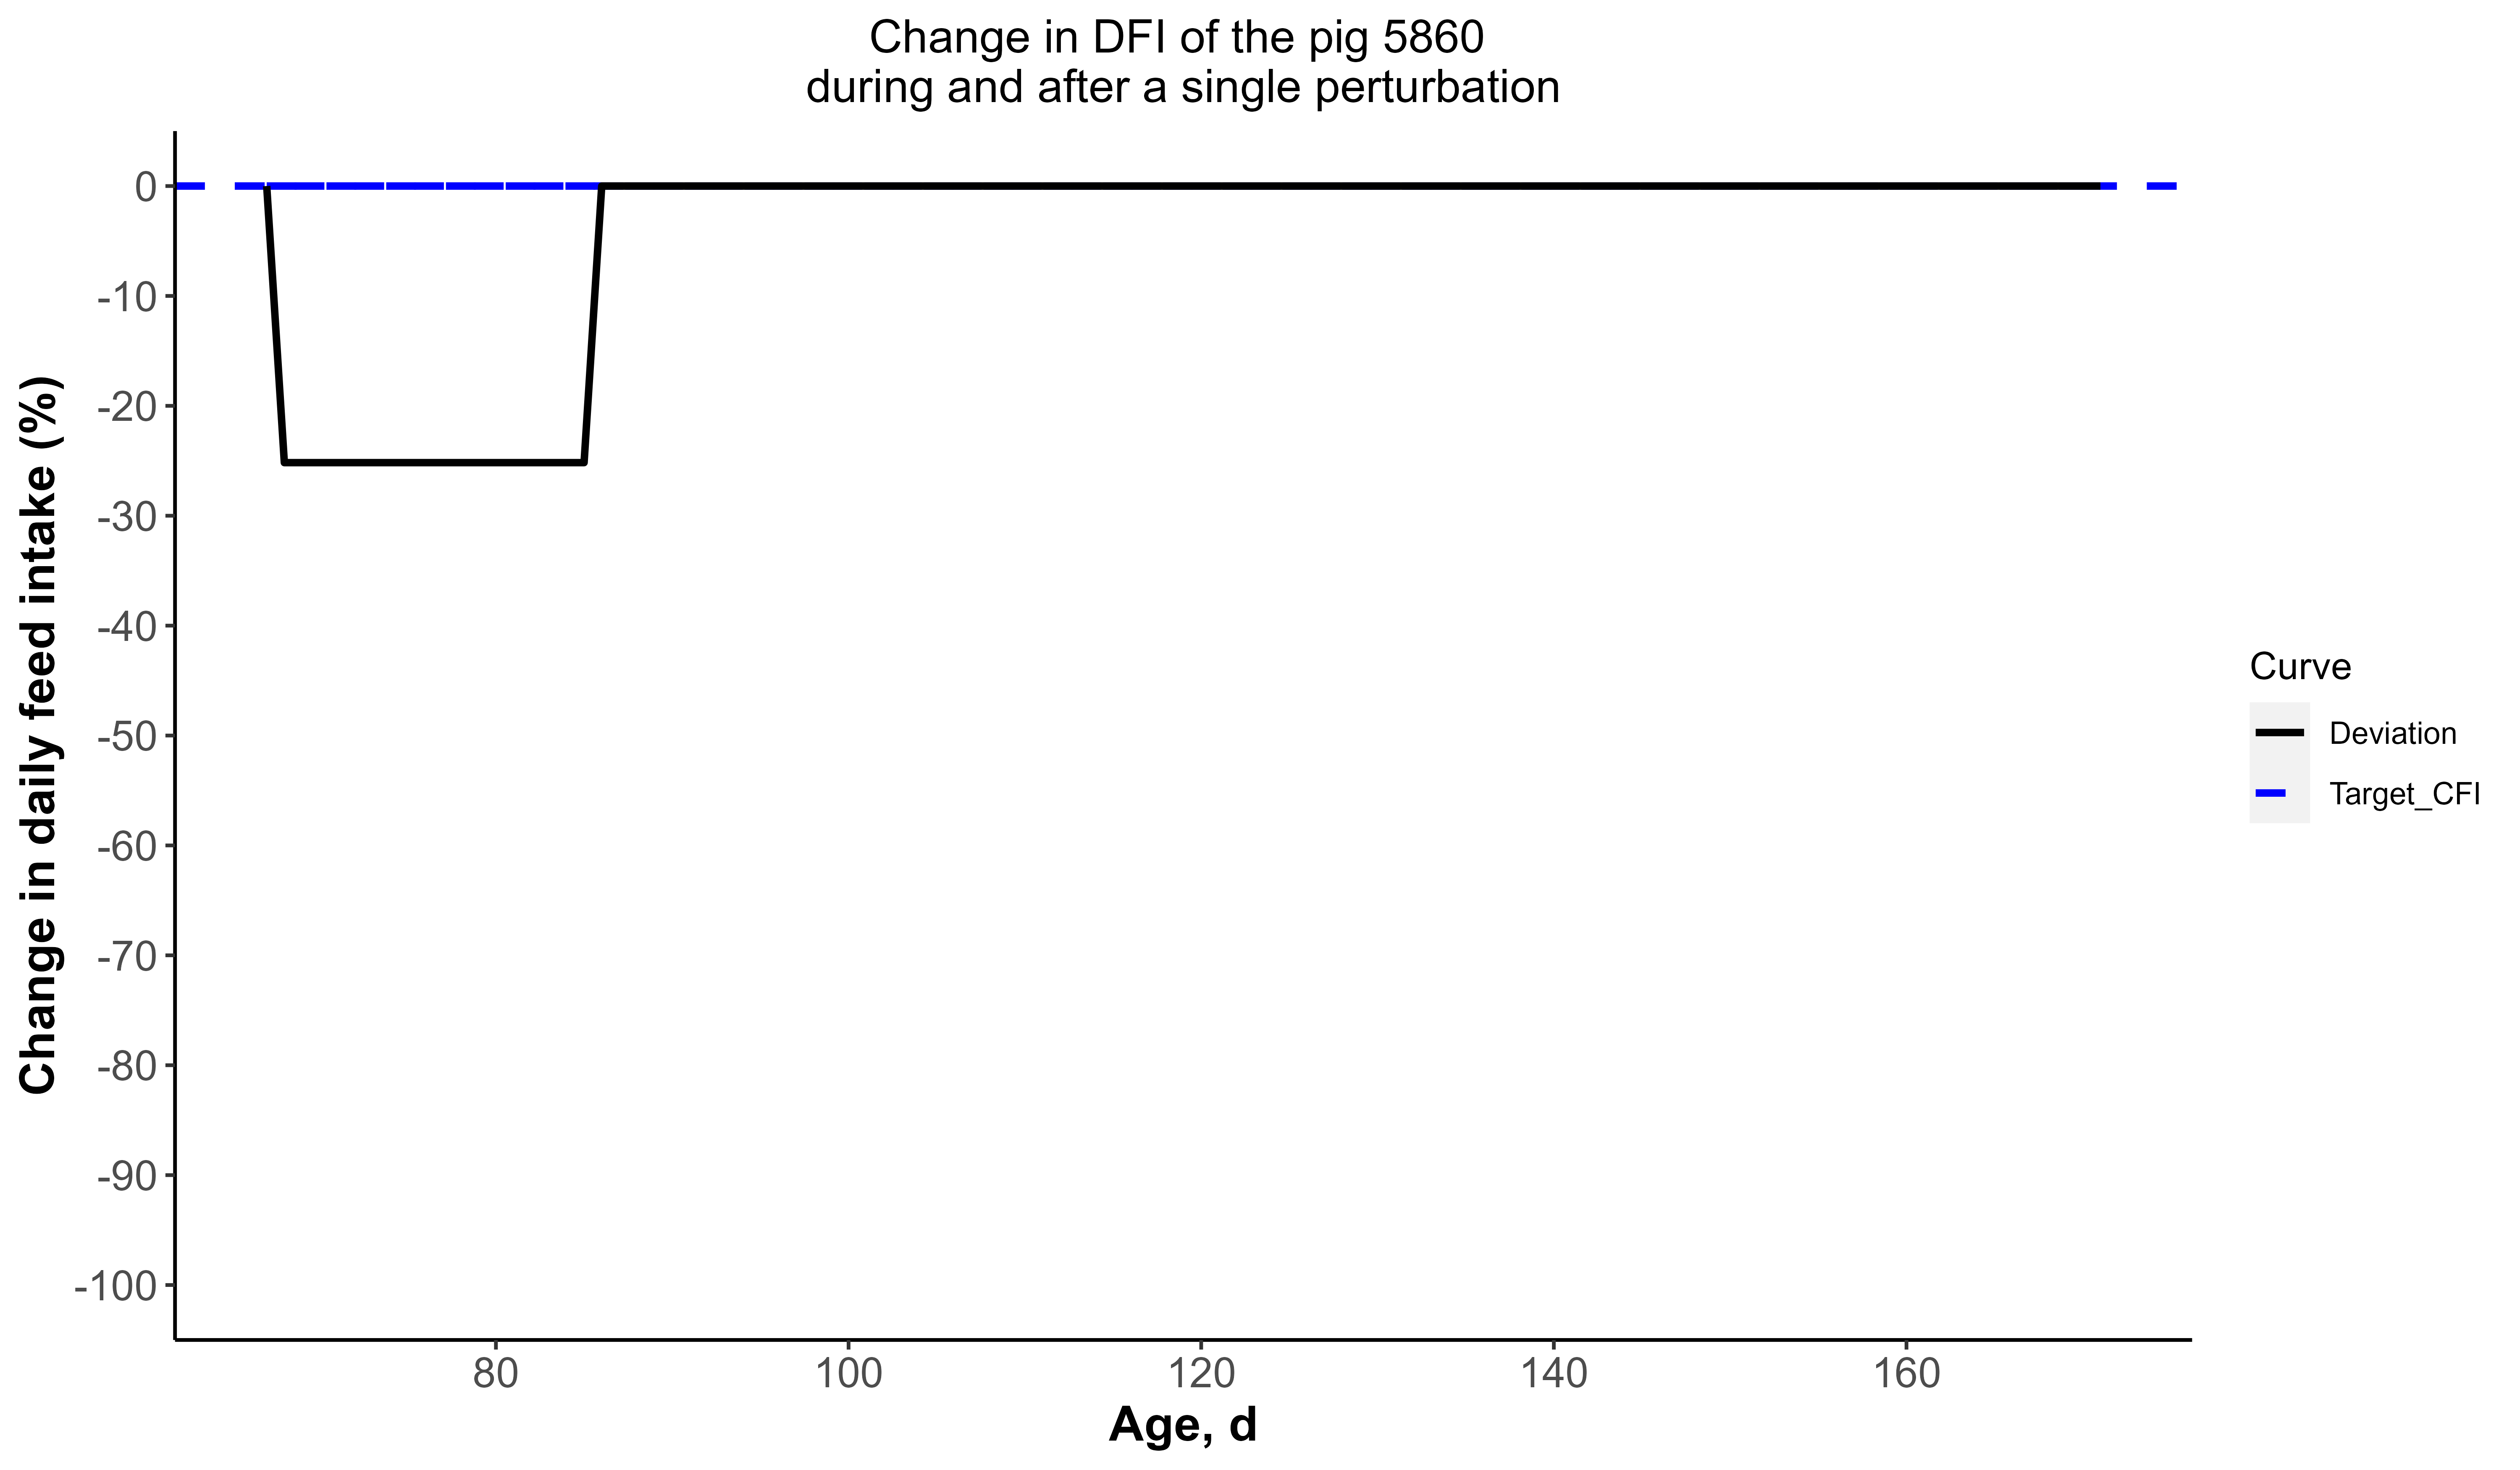 Change in DFI of the pig 5860
during and after a single perturbation
Change in daily feed intake (%)
0
-10
-20
-30
-40
-50
-60
-70
-80
-90
-100
80
100
120
140
160
Age, d
Curve
Deviation
Target_CFI